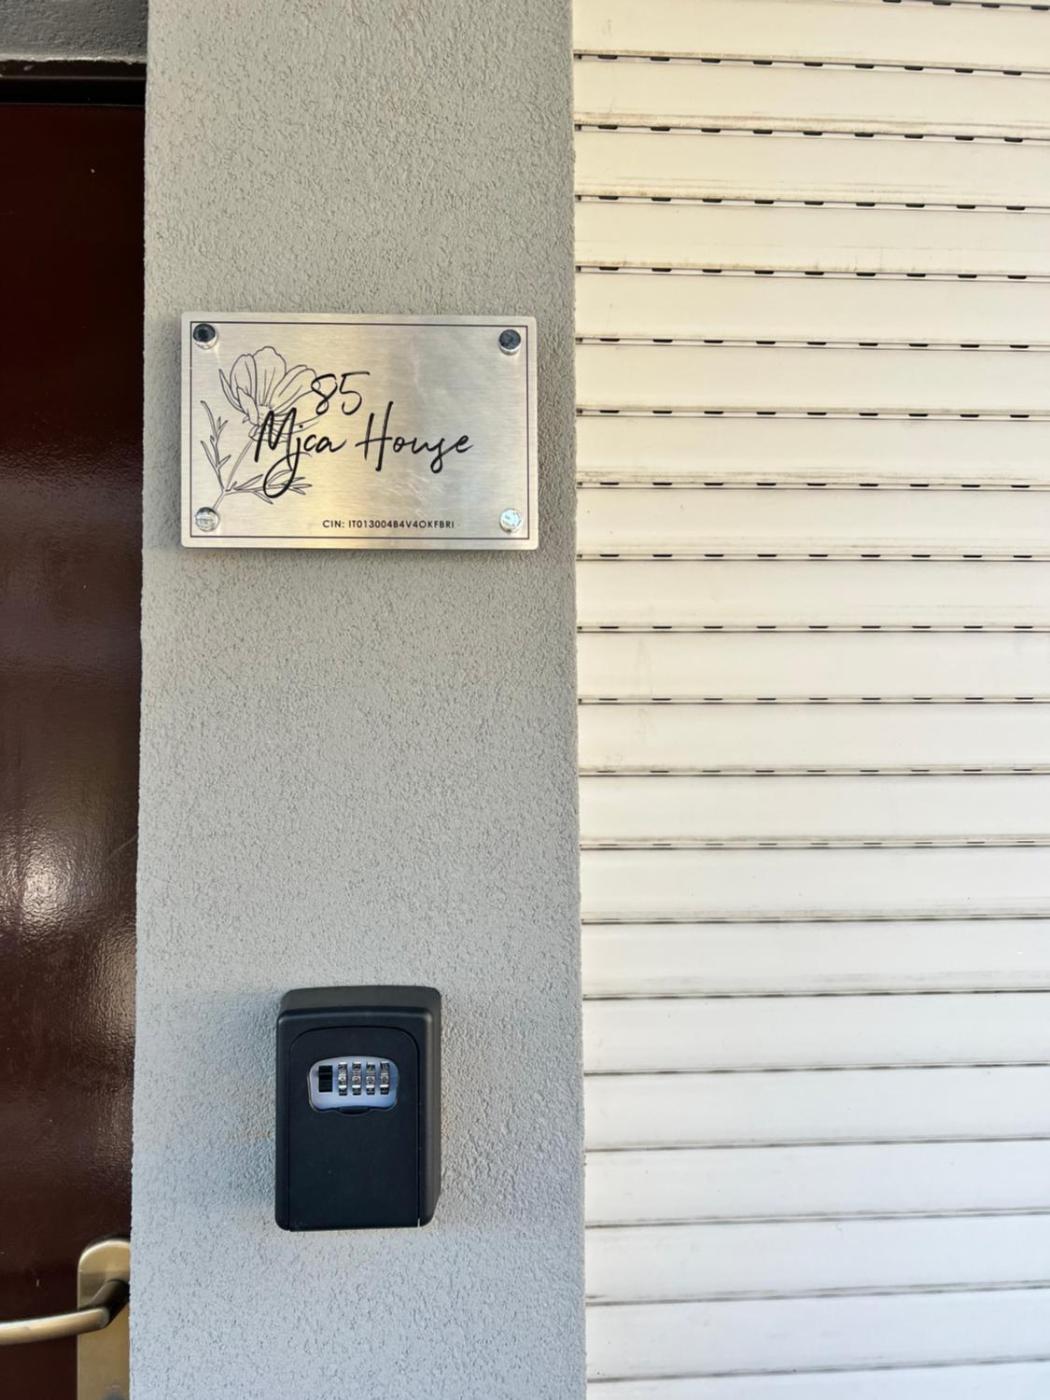 85
Mjca House
CIN: IT013004B4V4OKFBRI